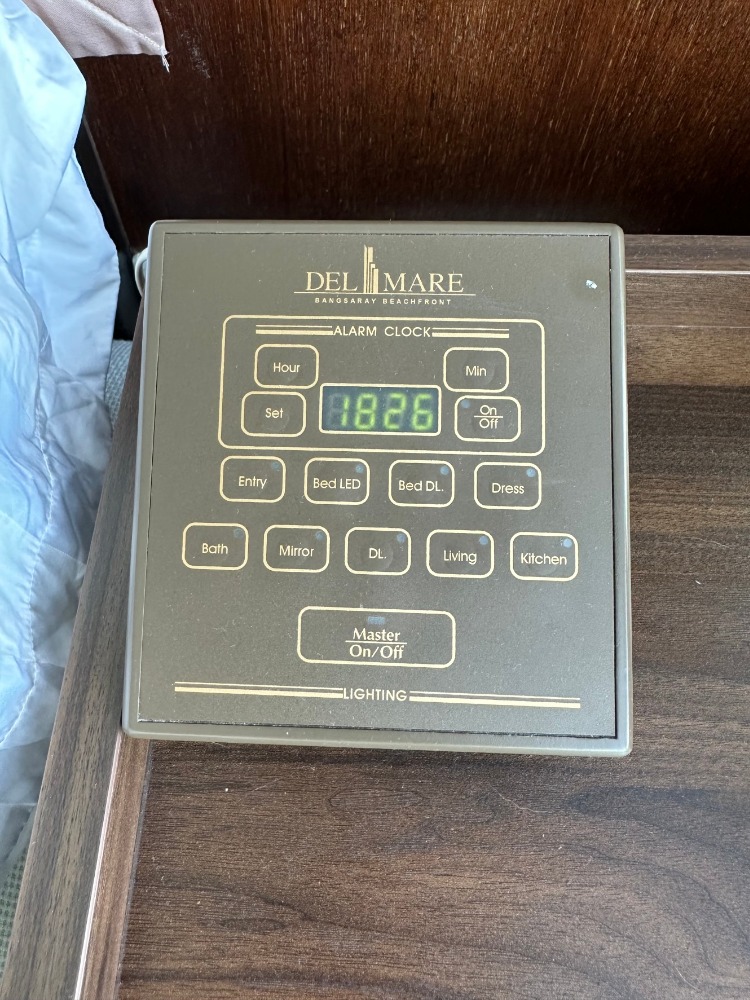 DEL MARE
BANGSARAY BEACHFRONT
ALARM CLOCK
Hour
Min
Set
1826
On
Off
Entry
Bed LED
Bed DL.
Dress
Bath
Mirror
DL.
Living
Kitchen
Master
On/Off
LIGHTING